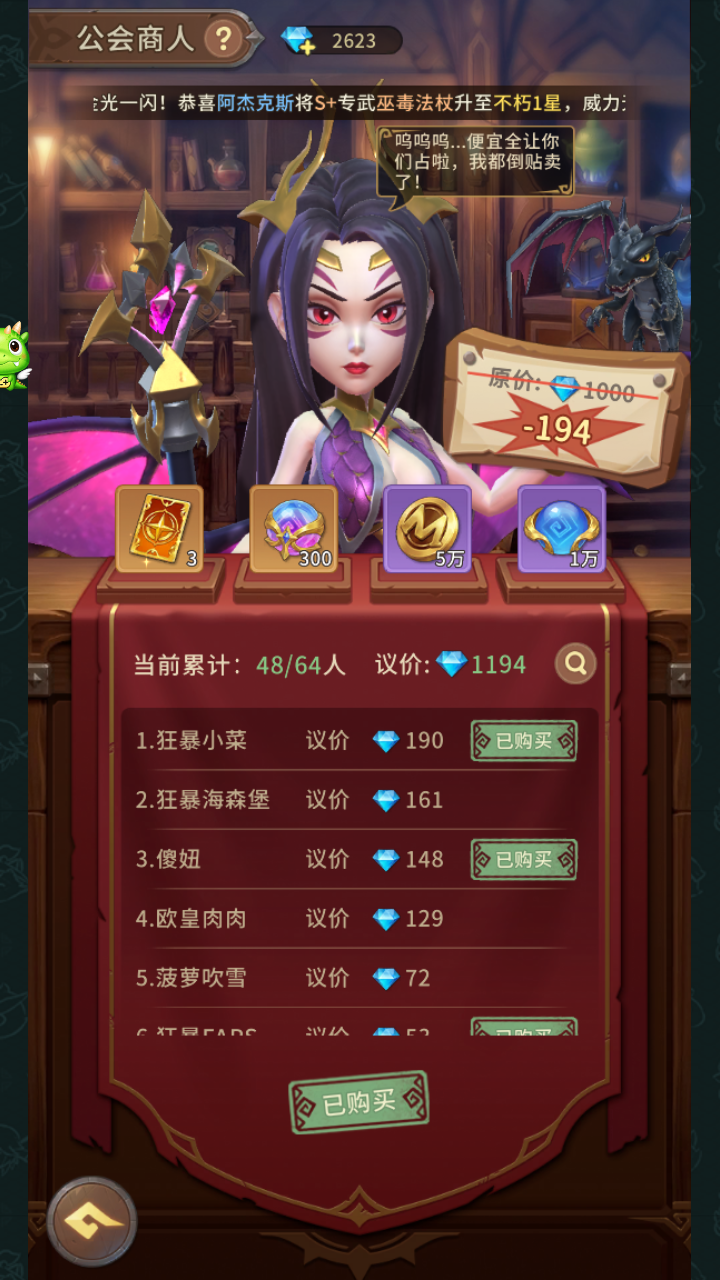 公会商人 ? 2623
金光一闪！恭喜阿杰克斯将S+专武巫毒法杖升至不朽1星，威力
呜呜呜...便宜全让你
们占啦，我都倒贴卖
了！
原价: 1000
-194
3 300 5万 1万
当前累计： 48/64人 议价: 1194
1.狂暴小菜 议价 190 已购买
2.狂暴海森堡 议价 161
3.傻妞 议价 148 已购买
4.欧皇肉肉 议价 129
5.菠萝吹雪 议价 72
已购买